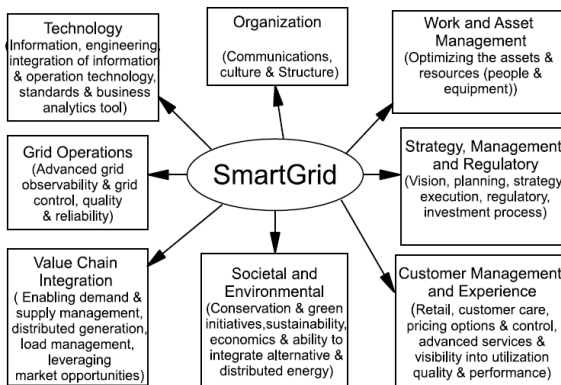 Technology
(Information, engineering,
integration of information
& operation technology,
standards & business
analytics tool)
Organization
(Communications,
culture & Structure)
Work and Asset
Management
(Optimizing the assets &
resources (people &
equipment))
Grid Operations
(Advanced grid
observability & grid
control, quality
& reliability)
SmartGrid
Strategy, Management
and Regulatory
(Vision, planning, strategy
execution, regulatory,
investment process)
Value Chain
Integration
( Enabling demand &
supply management,
distributed generation,
load management,
leveraging
market opportunities)
Societal and
Environmental
(Conservation & green
initiatives,sustainability,
economics & ability to
integrate alternative &
distributed energy)
Customer Management
and Experience
(Retail, customer care,
pricing options & control,
advanced services &
visibility into utilization
quality & performance)